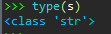 >>> type(s)
<class 'str'>